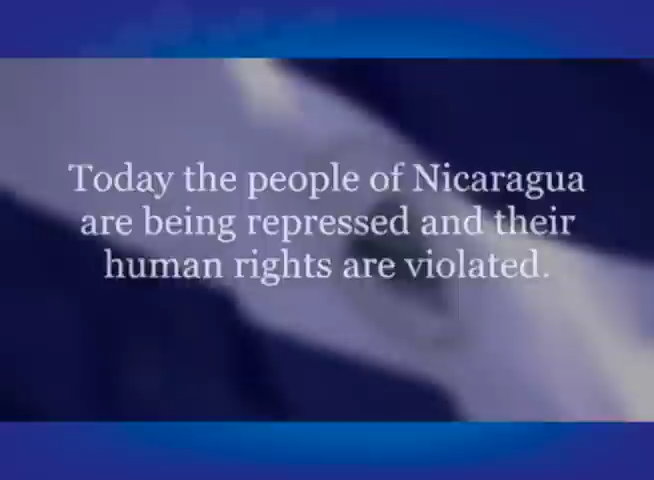 Today the people of Nicaragua
are being repressed and their
human rights are violated.